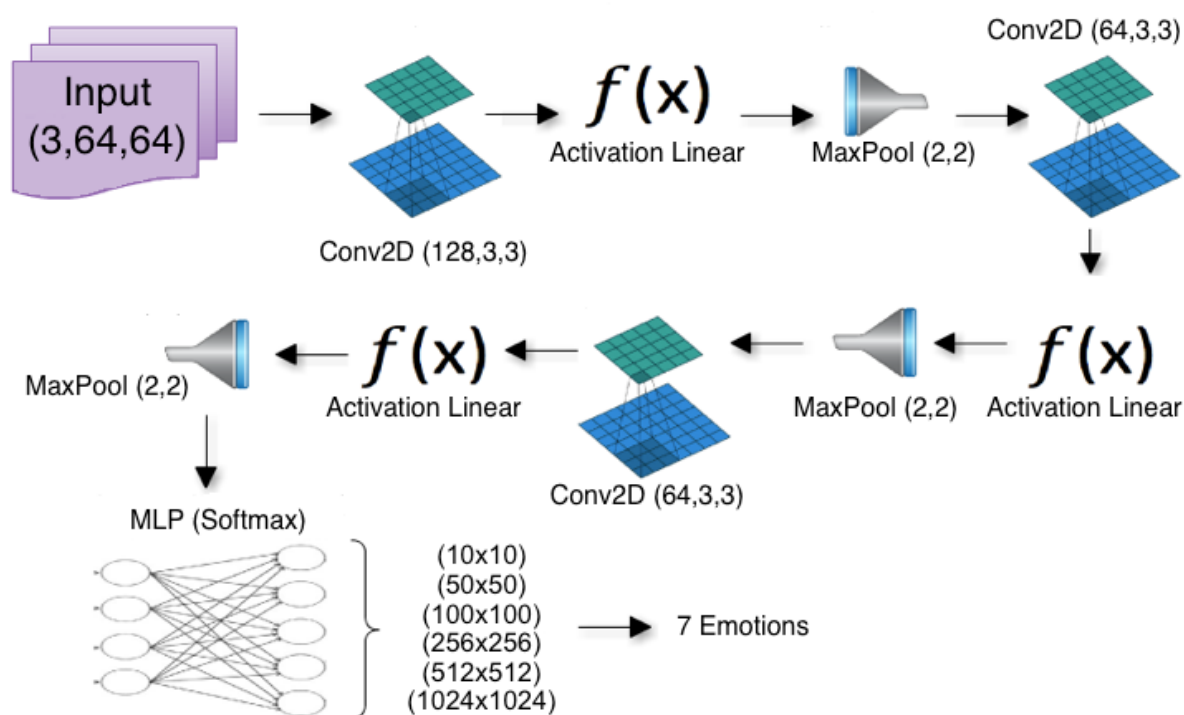 Input
(3,64,64)
Conv2D (128,3,3)
f(x)
Activation Linear
MaxPool (2,2)
Conv2D (64,3,3)
f(x)
Activation Linear
MaxPool (2,2)
Conv2D (64,3,3)
f(x)
Activation Linear
MaxPool (2,2)
MLP (Softmax)
(10x10)
(50x50)
(100x100)
(256x256)
(512x512)
(1024x1024)
7 Emotions